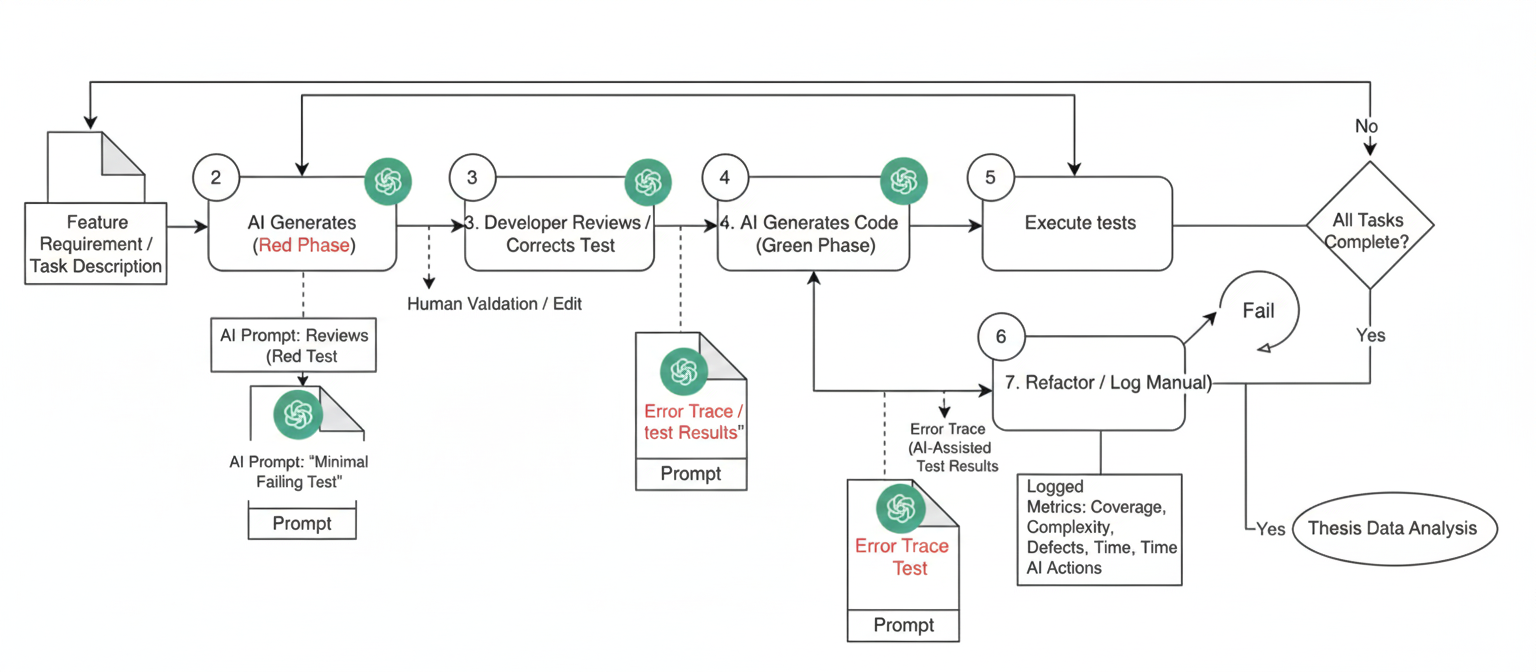 No
2
3
4
5
Feature
Requirement /
Task Description
AI Generates
(Red Phase)
3. Developer Reviews /
Corrects Test
4. AI Generates Code
(Green Phase)
Execute tests
All Tasks
Complete?
Human Valdation / Edit
AI Prompt: Reviews
(Red Test
AI Prompt: “Minimal
Failing Test”
Prompt
Error Trace /
test Results”
Prompt
6
7. Refactor / Log Manual)
Fail
Yes
Error Trace
(AI-Assisted
Test Results
Error Trace
Test
Prompt
Logged
Metrics: Coverage,
Complexity,
Defects, Time, Time
AI Actions
Yes
Thesis Data Analysis